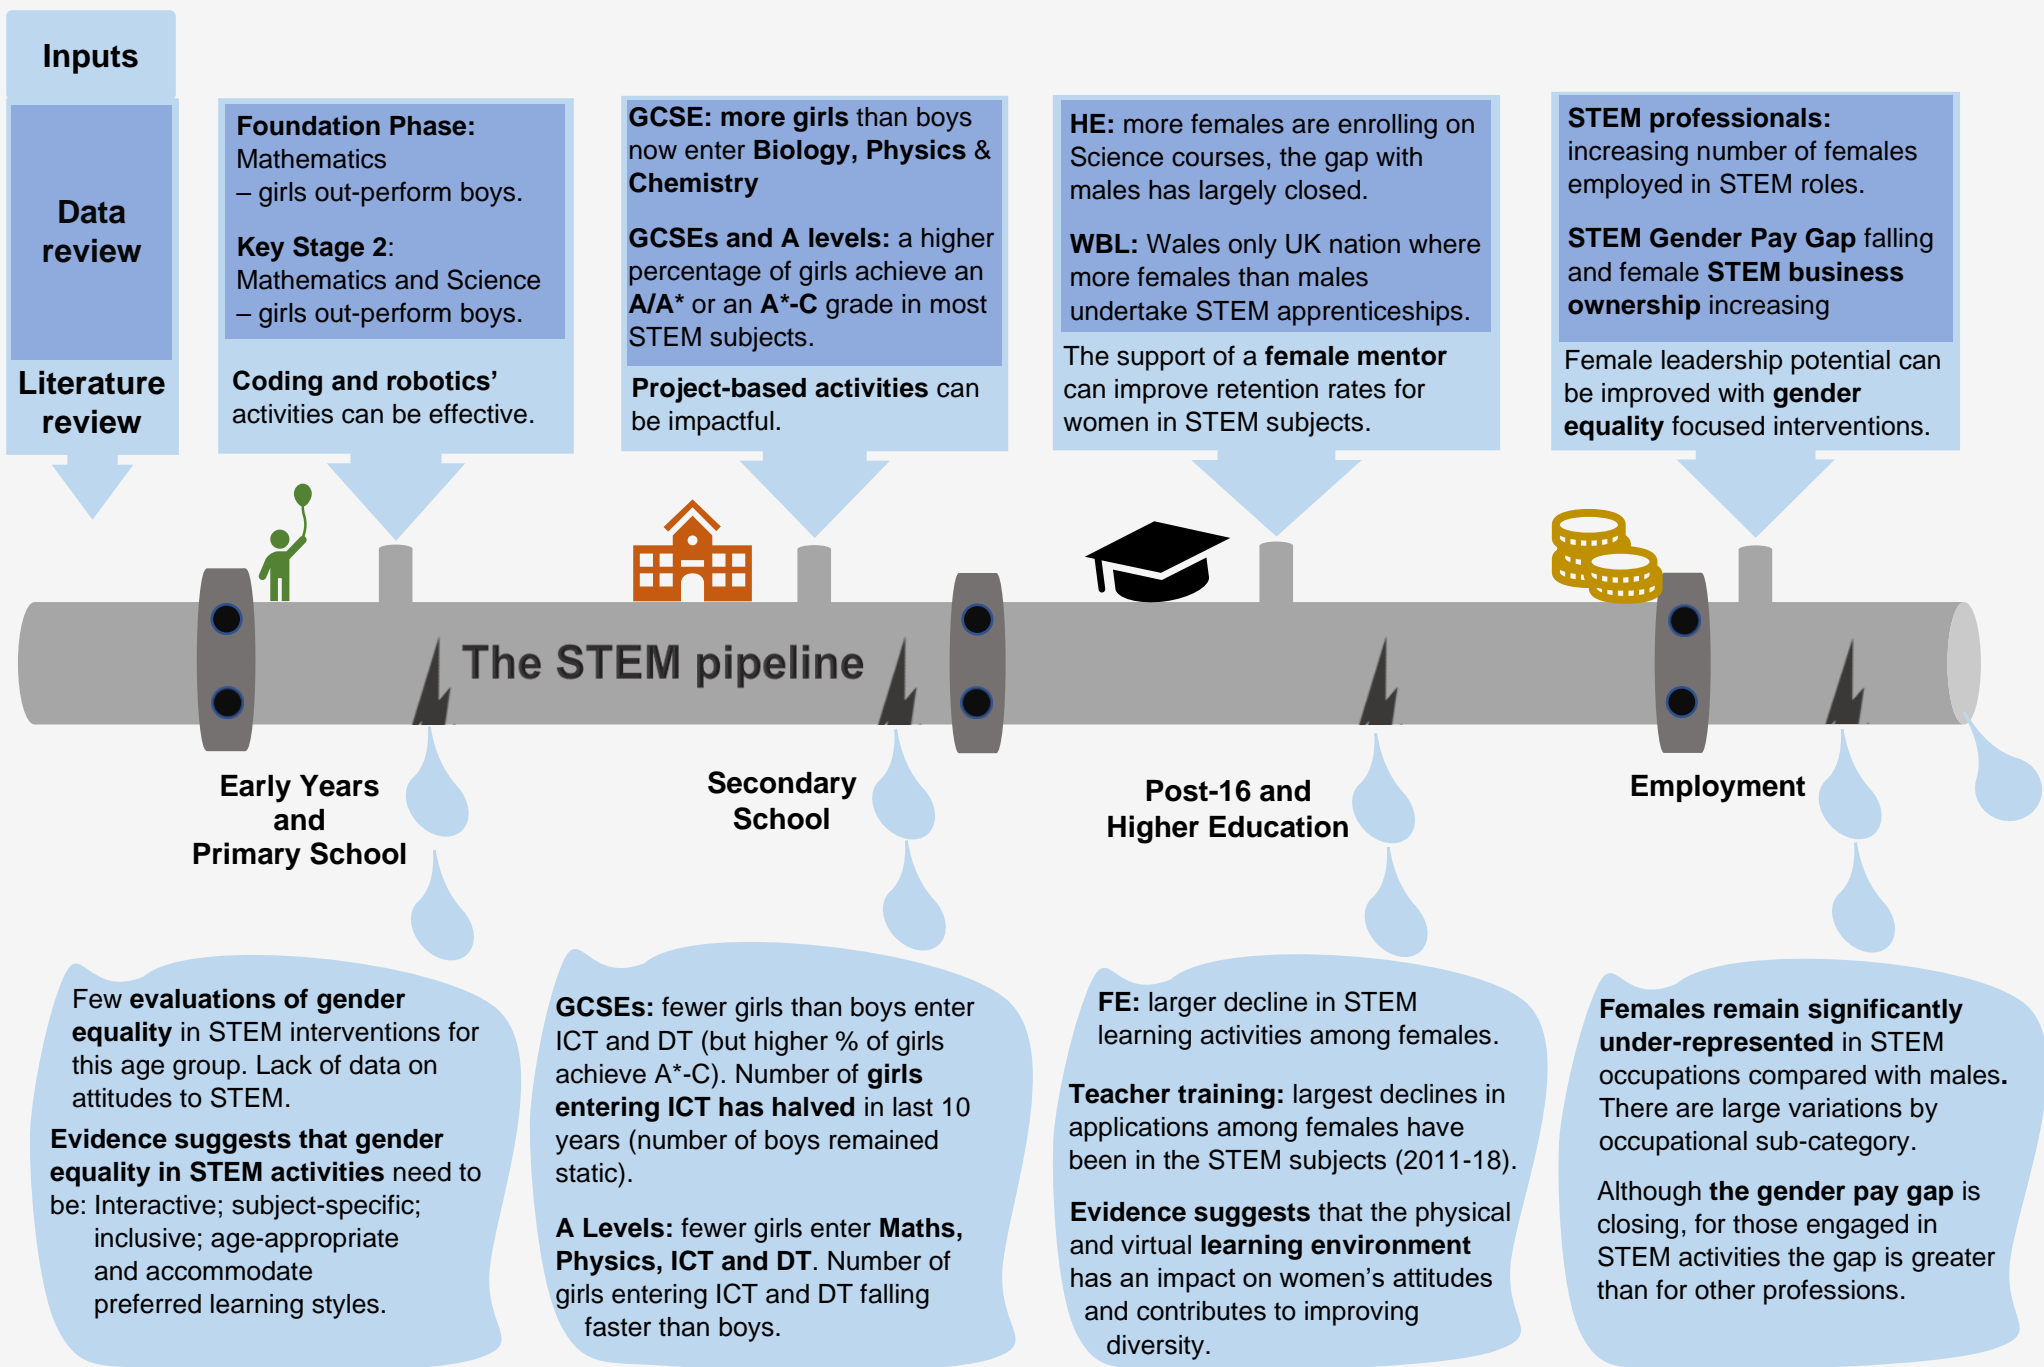 Inputs
Data
review
Literature
review
Foundation Phase:
Mathematics
– girls out-perform boys.
Key Stage 2:
Mathematics and Science
– girls out-perform boys.
Coding and robotics’
activities can be effective.
GCSE: more girls than boys
now enter Biology, Physics &
Chemistry
GCSEs and A levels: a higher
percentage of girls achieve an
A/A* or an A*-C grade in most
STEM subjects.
Project-based activities can
be impactful.
HE: more females are enrolling on
Science courses, the gap with
males has largely closed.
WBL: Wales only UK nation where
more females than males
undertake STEM apprenticeships.
The support of a female mentor
can improve retention rates for
women in STEM subjects.
STEM professionals:
increasing number of females
employed in STEM roles.
STEM Gender Pay Gap falling
and female STEM business
ownership increasing
Female leadership potential can
be improved with gender
equality focused interventions.
The STEM pipeline
Early Years
and
Primary School
Secondary
School
Post-16 and
Higher Education
Employment
Few evaluations of gender
equality in STEM interventions for
this age group. Lack of data on
attitudes to STEM.
Evidence suggests that gender
equality in STEM activities need to
be: Interactive; subject-specific;
inclusive; age-appropriate
and accommodate
preferred learning styles.
GCSEs: fewer girls than boys enter
ICT and DT (but higher % of girls
achieve A*-C). Number of girls
entering ICT has halved in last 10
years (number of boys remained
static).
A Levels: fewer girls enter Maths,
Physics, ICT and DT. Number of
girls entering ICT and DT falling
faster than boys.
FE: larger decline in STEM
learning activities among females.
Teacher training: largest declines in
applications among females have
been in the STEM subjects (2011-18).
Evidence suggests that the physical
and virtual learning environment
has an impact on women’s attitudes
and contributes to improving
diversity.
Females remain significantly
under-represented in STEM
occupations compared with males.
There are large variations by
occupational sub-category.
Although the gender pay gap is
closing, for those engaged in
STEM activities the gap is greater
than for other professions.